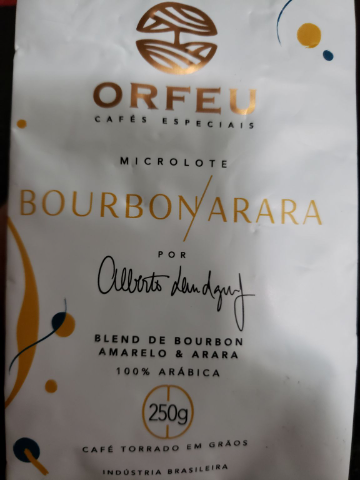 ORFEU
CAFÉS ESPECIAIS
MICROLOTE
BOURBON/ARARA
POR
Alberto
BLEND DE BOURBON
AMARELO & ARARA
100% ARÁBICA
250g
CAFÉ TORRADO EM GRÃOS
INDÚSTRIA BRASILEIRA